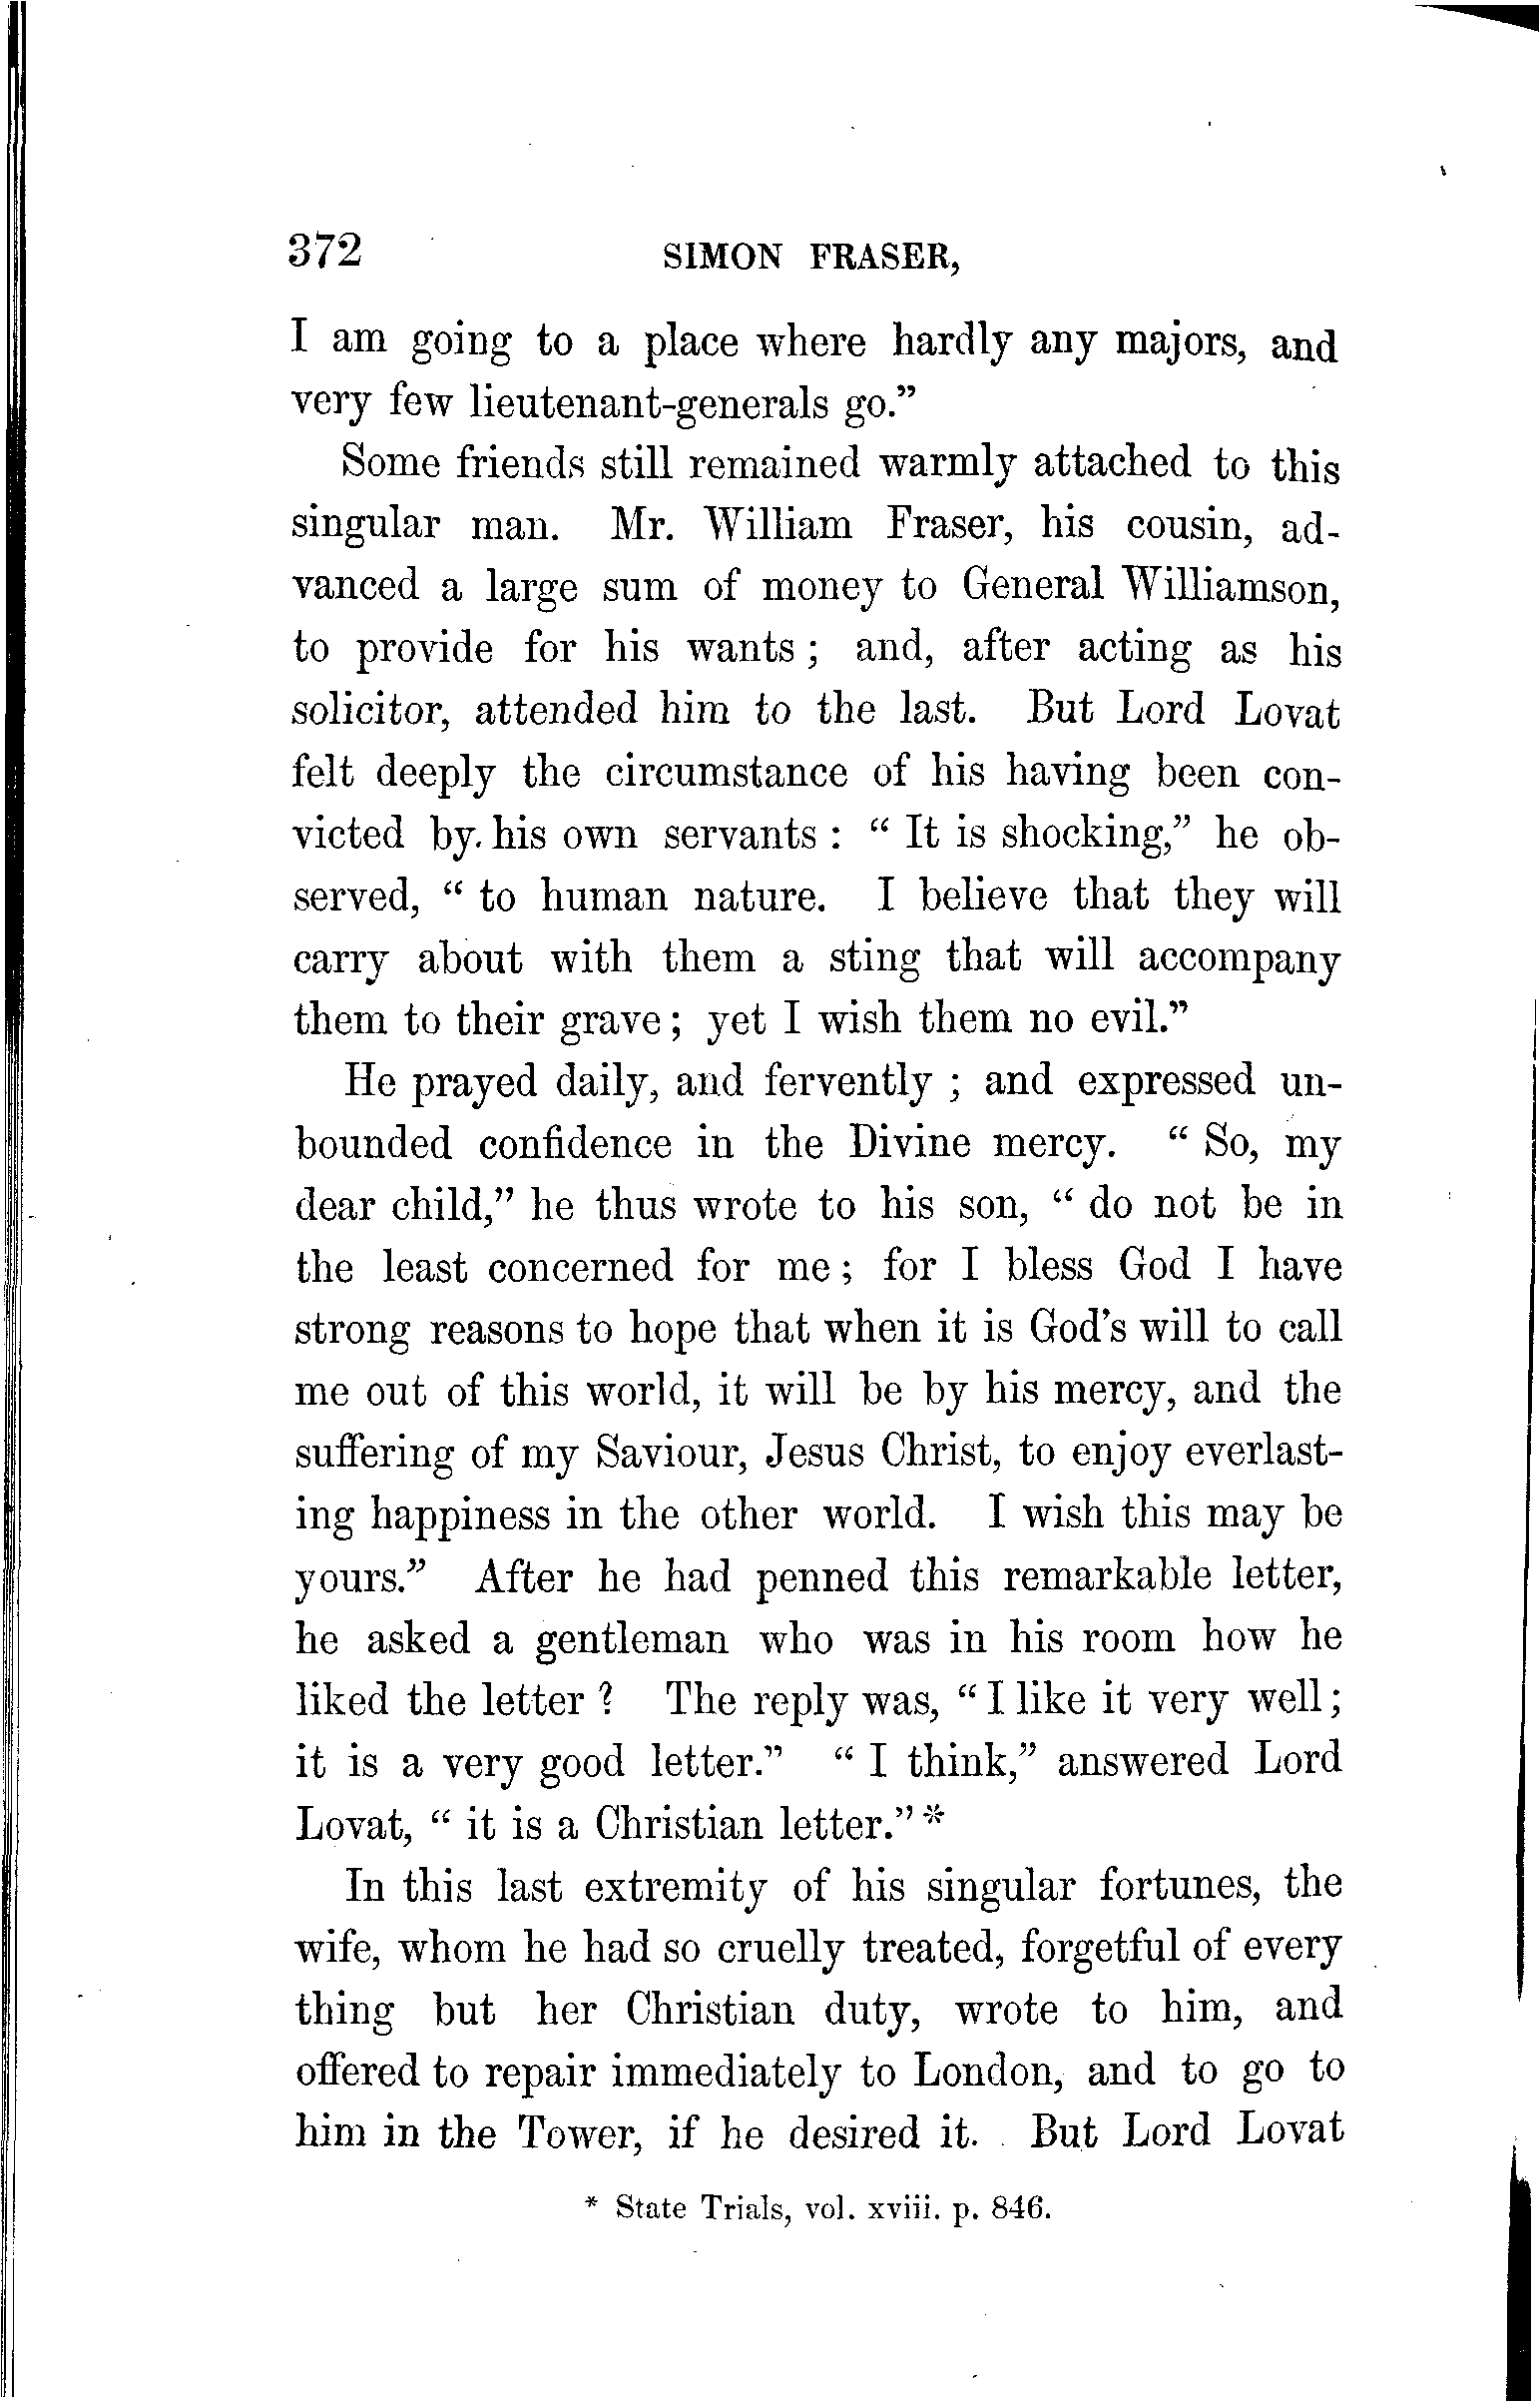 372 SIMON FRASER,
I am going to a place where hardly any majors, and
very few lieutenant-generals go.”
Some friends still remained warmly attached to this
singular man. Mr. William Fraser, his cousin, ad-
vanced a large sum of money to General Williamson,
to provide for his wants ; and, after acting as his
solicitor, attended him to the last. But Lord Lovat
felt deeply the circumstance of his having been con-
victed by. his own servants : “ It is shocking,” he ob-
served, “ to human nature. I believe that they will
carry about with them a sting that will accompany
them to their grave ; yet I wish them no evil.”
He prayed daily, and fervently ; and expressed un-
bounded confidence in the Divine mercy. “ So, my
dear child,” he thus wrote to his son, “ do not be in
the least concerned for me ; for I bless God I have
strong reasons to hope that when it is God’s will to call
me out of this world, it will be by his mercy, and the
suffering of my Saviour, Jesus Christ, to enjoy everlast-
ing happiness in the other world. I wish this may be
yours.” After he had penned this remarkable letter,
he asked a gentleman who was in his room how he
liked the letter ? The reply was, “ I like it very well ;
it is a very good letter.” “ I think,” answered Lord
Lovat, “ it is a Christian letter.” *
In this last extremity of his singular fortunes, the
wife, whom he had so cruelly treated, forgetful of every
thing but her Christian duty, wrote to him, and
offered to repair immediately to London, and to go to
him in the Tower, if he desired it. But Lord Lovat
* State Trials, vol. xviii. p. 846.